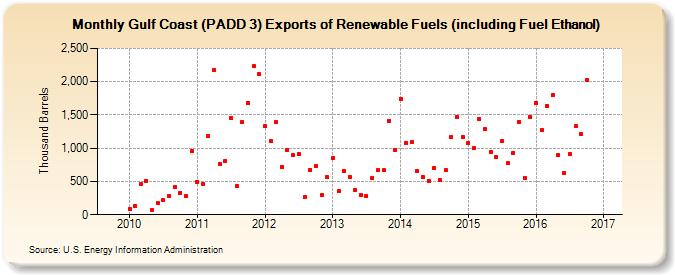 Monthly Gulf Coast (PADD 3) Exports of Renewable Fuels (including Fuel Ethanol)
Thousand Barrels
2,500
2,000
1,500
1,000
500
0
2010 2011 2012 2013 2014 2015 2016 2017
Source: U.S. Energy Information Administration